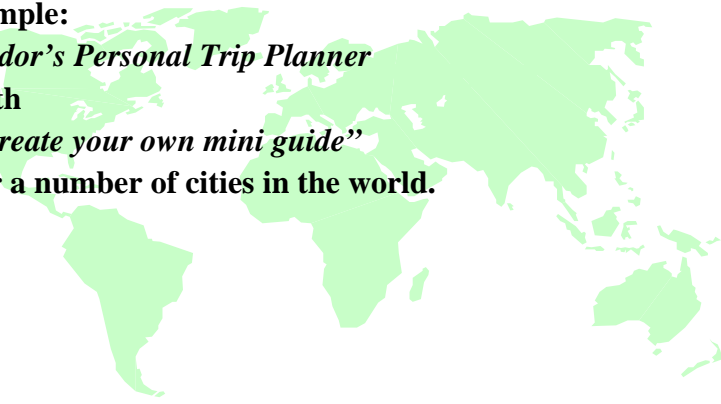 mple:
dor’s Personal Trip Planner
th
reate your own mini guide”
r a number of cities in the world.